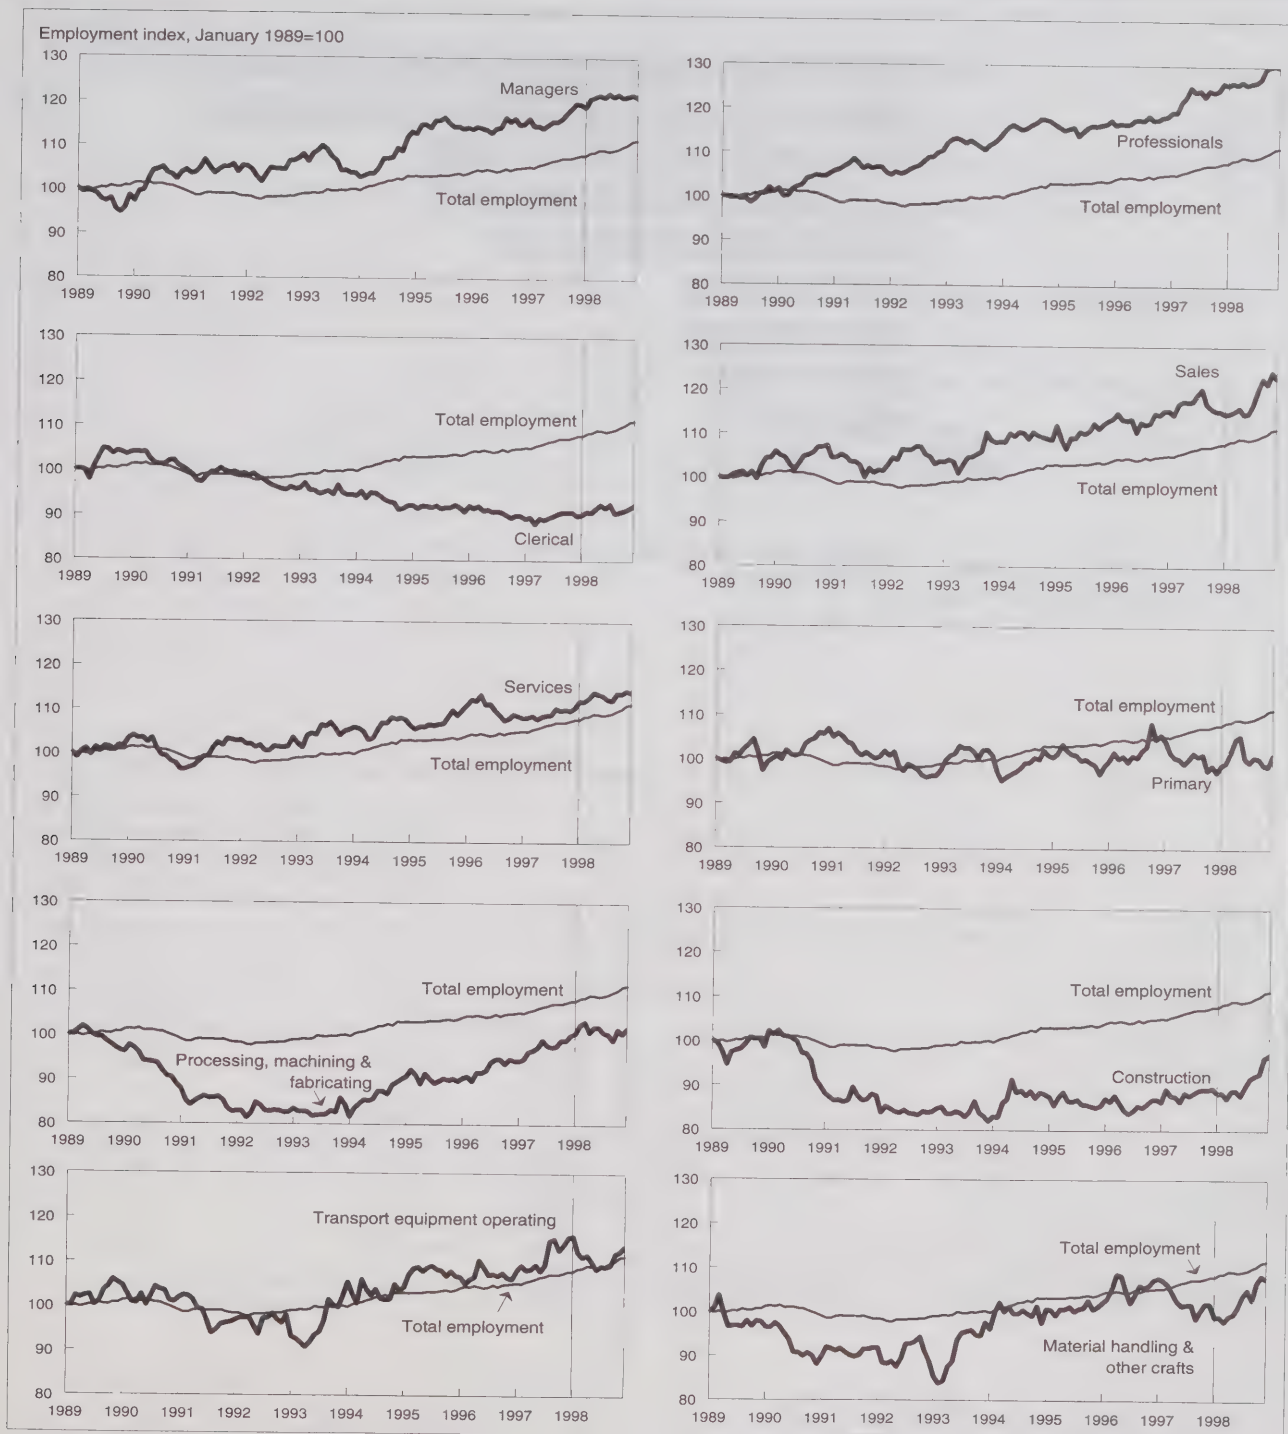 Employment index, January 1989=100
130
120
110
100
90
80
Managers
Total employment
1989 1990 1991 1992 1993 1994 1995 1996 1997 1998
130
120
110
100
90
80
Professionals
Total employment
1989 1990 1991 1992 1993 1994 1995 1996 1997 1998
130
120
110
100
90
80
Total employment
Clerical
1989 1990 1991 1992 1993 1994 1995 1996 1997 1998
130
120
110
100
90
80
Sales
Total employment
1989 1990 1991 1992 1993 1994 1995 1996 1997 1998
130
120
110
100
90
80
Services
Total employment
1989 1990 1991 1992 1993 1994 1995 1996 1997 1998
130
120
110
100
90
80
Total employment
Primary
1989 1990 1991 1992 1993 1994 1995 1996 1997 1998
130
120
110
100
90
80
Total employment
Processing, machining &
fabricating
1989 1990 1991 1992 1993 1994 1995 1996 1997 1998
130
120
110
100
90
80
Total employment
Construction
1989 1990 1991 1992 1993 1994 1995 1996 1997 1998
130
120
110
100
90
80
Transport equipment operating
Total employment
1989 1990 1991 1992 1993 1994 1995 1996 1997 1998
130
120
110
100
90
80
Total employment
Material handling &
other crafts
1989 1990 1991 1992 1993 1994 1995 1996 1997 1998